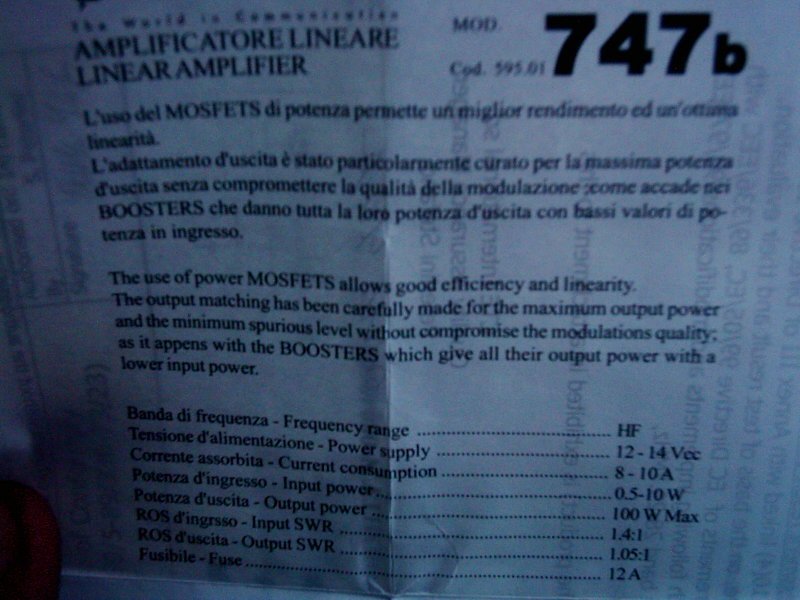 The World in Communication
AMPLIFICATORE LINEARE
LINEAR AMPLIFIER
MOD. 747b
Cod. 595.01
L'uso del MOSFETS di potenza permette un miglior rendimento ed un'ottima
linearità.
L'adattamento d'uscita è stato particolarmente curato per la massima potenza
d'uscita senza compromettere la qualità della modulazione ;come accade nei
BOOSTERS che danno tutta la loro potenza d'uscita con bassi valori di po-
tenza in ingresso.
The use of power MOSFETS allows good efficiency and linearity.
The output matching has been carefully made for the maximum output power
and the minimum spurious level without compromise the modulations quality;
as it appens with the BOOSTERS which give all their output power with a
lower input power.
Banda di frequenza - Frequency range ................................ HF
Tensione d'alimentazione - Power supply ............................. 12 - 14 Vcc
Corrente assorbita - Current consumption ............................ 8 - 10 A
Potenza d'ingresso - Input power ....................................... 0.5-10 W
Potenza d'uscita - Output power ........................................ 100 W Max
ROS d'ingrsso - Input SWR ............................................. 1.4:1
ROS d'uscita - Output SWR ............................................. 1.05:1
Fusibile - Fuse ............................................................. 12 A